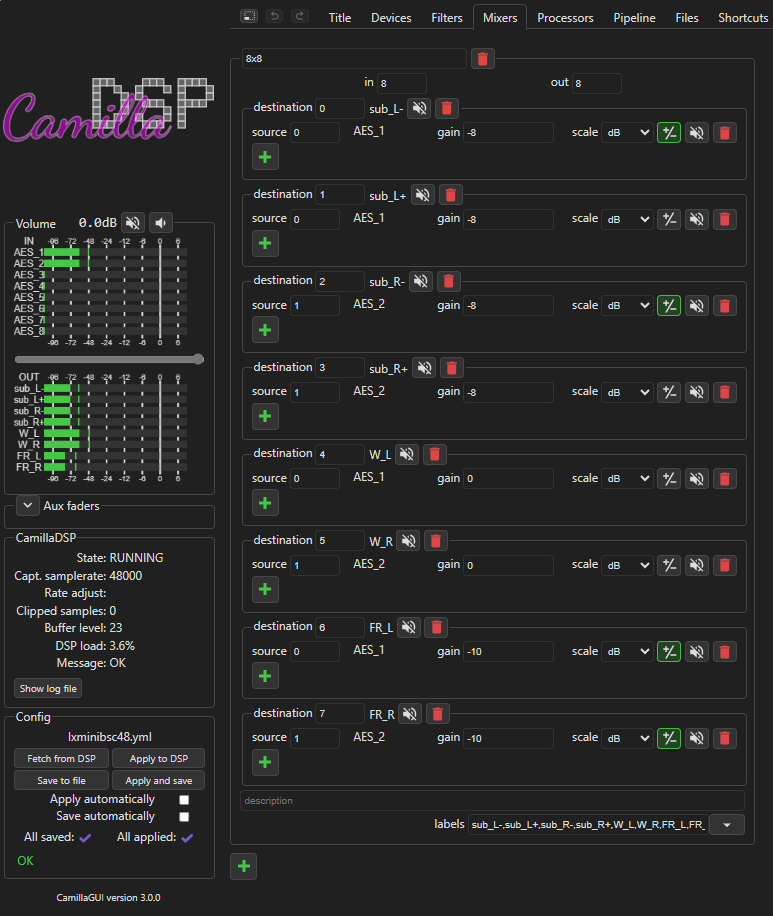 Title Devices Filters Mixers Processors Pipeline Files Shortcuts
Camilla DSP
Volume 0.0dB
IN -96 -72 -48 -24 -12 -6 0 6
AES_1
AES_2
AES_3
AES_4
AES_5
AES_6
AES_7
AES_8
-96 -72 -48 -24 -12 -6 0 6
OUT -96 -72 -48 -24 -12 -6 0 6
sub_L-
sub_L+
sub_R-
sub_R+
W_L
W_R
FR_L
FR_R
-96 -72 -48 -24 -12 -6 0 6
Aux faders
CamillaDSP
State: RUNNING
Capt. samplerate: 48000
Rate adjust:
Clipped samples: 0
Buffer level: 23
DSP load: 3.6%
Message: OK
Show log file
Config
lxminibsc48.yml
Fetch from DSP Apply to DSP
Save to file Apply and save
Apply automatically
Save automatically
All saved: All applied:
OK
CamillaGUI version 3.0.0
8x8
in 8 out 8
destination 0 sub_L-
source 0 AES_1 gain -8 scale dB +/-
+
destination 1 sub_L+
source 0 AES_1 gain -8 scale dB +/-
+
destination 2 sub_R-
source 1 AES_2 gain -8 scale dB +/-
+
destination 3 sub_R+
source 1 AES_2 gain -8 scale dB +/-
+
destination 4 W_L
source 0 AES_1 gain 0 scale dB +/-
+
destination 5 W_R
source 1 AES_2 gain 0 scale dB +/-
+
destination 6 FR_L
source 0 AES_1 gain -10 scale dB +/-
+
destination 7 FR_R
source 1 AES_2 gain -10 scale dB +/-
+
description
labels sub_L-,sub_L+,sub_R-,sub_R+,W_L,W_R,FR_L,FR_
+